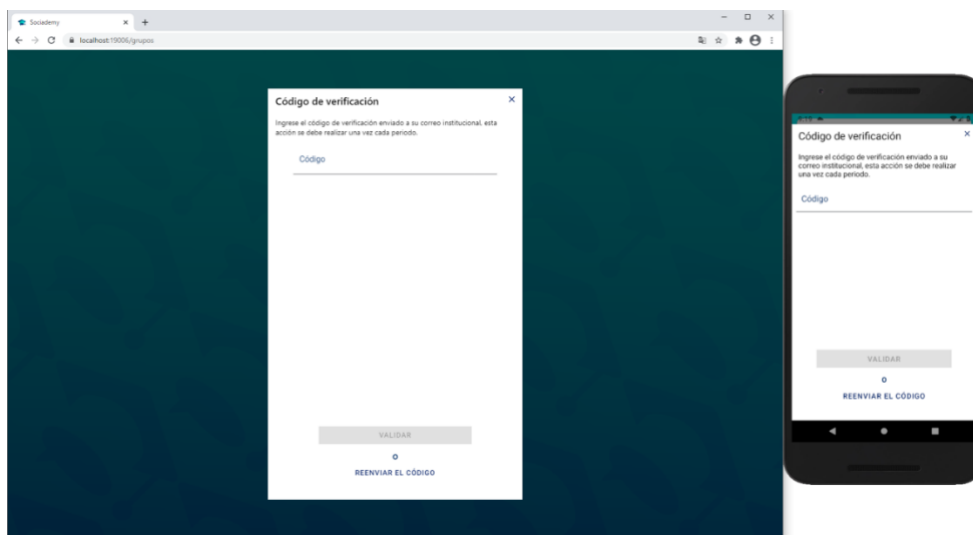 Sociademy
localhost:19006/grupos
Código de verificación
Ingrese el código de verificación enviado a su correo institucional, esta
acción se debe realizar una vez cada periodo.
Código
VALIDAR
O
REENVIAR EL CÓDIGO
Código de verificación
Ingrese el código de verificación enviado a su
correo institucional, esta acción se debe realizar
una vez cada periodo.
Código
VALIDAR
O
REENVIAR EL CÓDIGO